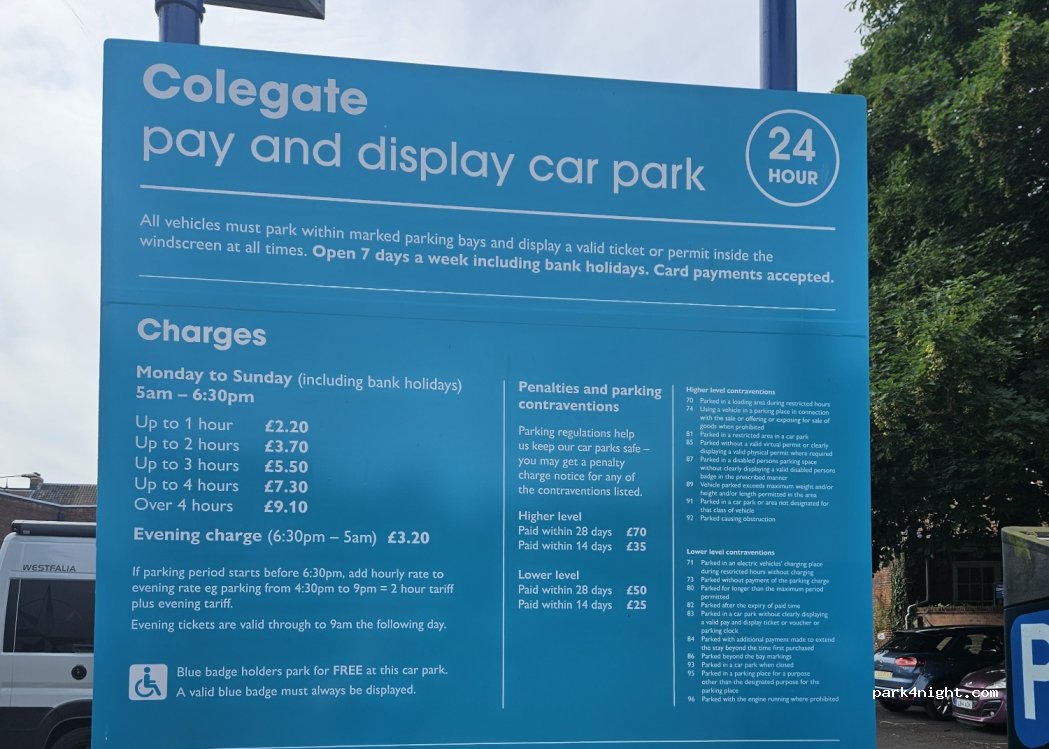 Colegate
pay and display car park
24
HOUR
All vehicles must park within marked parking bays and display a valid ticket or permit inside the
windscreen at all times. Open 7 days a week including bank holidays. Card payments accepted.
Charges
Monday to Sunday (including bank holidays)
5am – 6:30pm
Up to 1 hour £2.20
Up to 2 hours £3.70
Up to 3 hours £5.50
Up to 4 hours £7.30
Over 4 hours £9.10
Evening charge (6:30pm – 5am) £3.20
If parking period starts before 6:30pm, add hourly rate to
evening rate eg parking from 4:30pm to 9pm = 2 hour tariff
plus evening tariff.
Evening tickets are valid through to 9am the following day.
Blue badge holders park for FREE at this car park.
A valid blue badge must always be displayed.
Penalties and parking
contraventions
Parking regulations help
us keep our car parks safe –
you may get a penalty
charge notice for any of
the contraventions listed.
Higher level
Paid within 28 days £70
Paid within 14 days £35
Lower level
Paid within 28 days £50
Paid within 14 days £25
Higher level contraventions
70 Parked in a loading area during restricted hours
74 Using a vehicle in a parking place in connection
with the sale or offering or exposing for sale of
goods when prohibited
81 Parked in a restricted area in a car park
85 Parked without a valid virtual permit or clearly
displaying a valid physical permit where required
87 Parked in a disabled persons parking space
without clearly displaying a valid disabled persons
badge in the prescribed manner
89 Vehicle parked exceeds maximum weight and/or
height and/or length permitted in the area
91 Parked in a car park or area not designated for
that class of vehicle
92 Parked causing obstruction
Lower level contraventions
71 Parked in an electric vehicles' charging place
during restricted hours without charging
73 Parked without payment of the parking charge
80 Parked for longer than the maximum period
permitted
82 Parked after the expiry of paid time
83 Parked in a car park without clearly displaying
a valid pay and display ticket or voucher or
parking clock
84 Parked with additional payment made to extend
the stay beyond the time first purchased
86 Parked beyond the bay markings
93 Parked in a car park when closed
95 Parked in a parking place for a purpose
other than the designated purpose for the
parking place
96 Parked with the engine running where prohibited
WESTFALIA
P
park4night.com